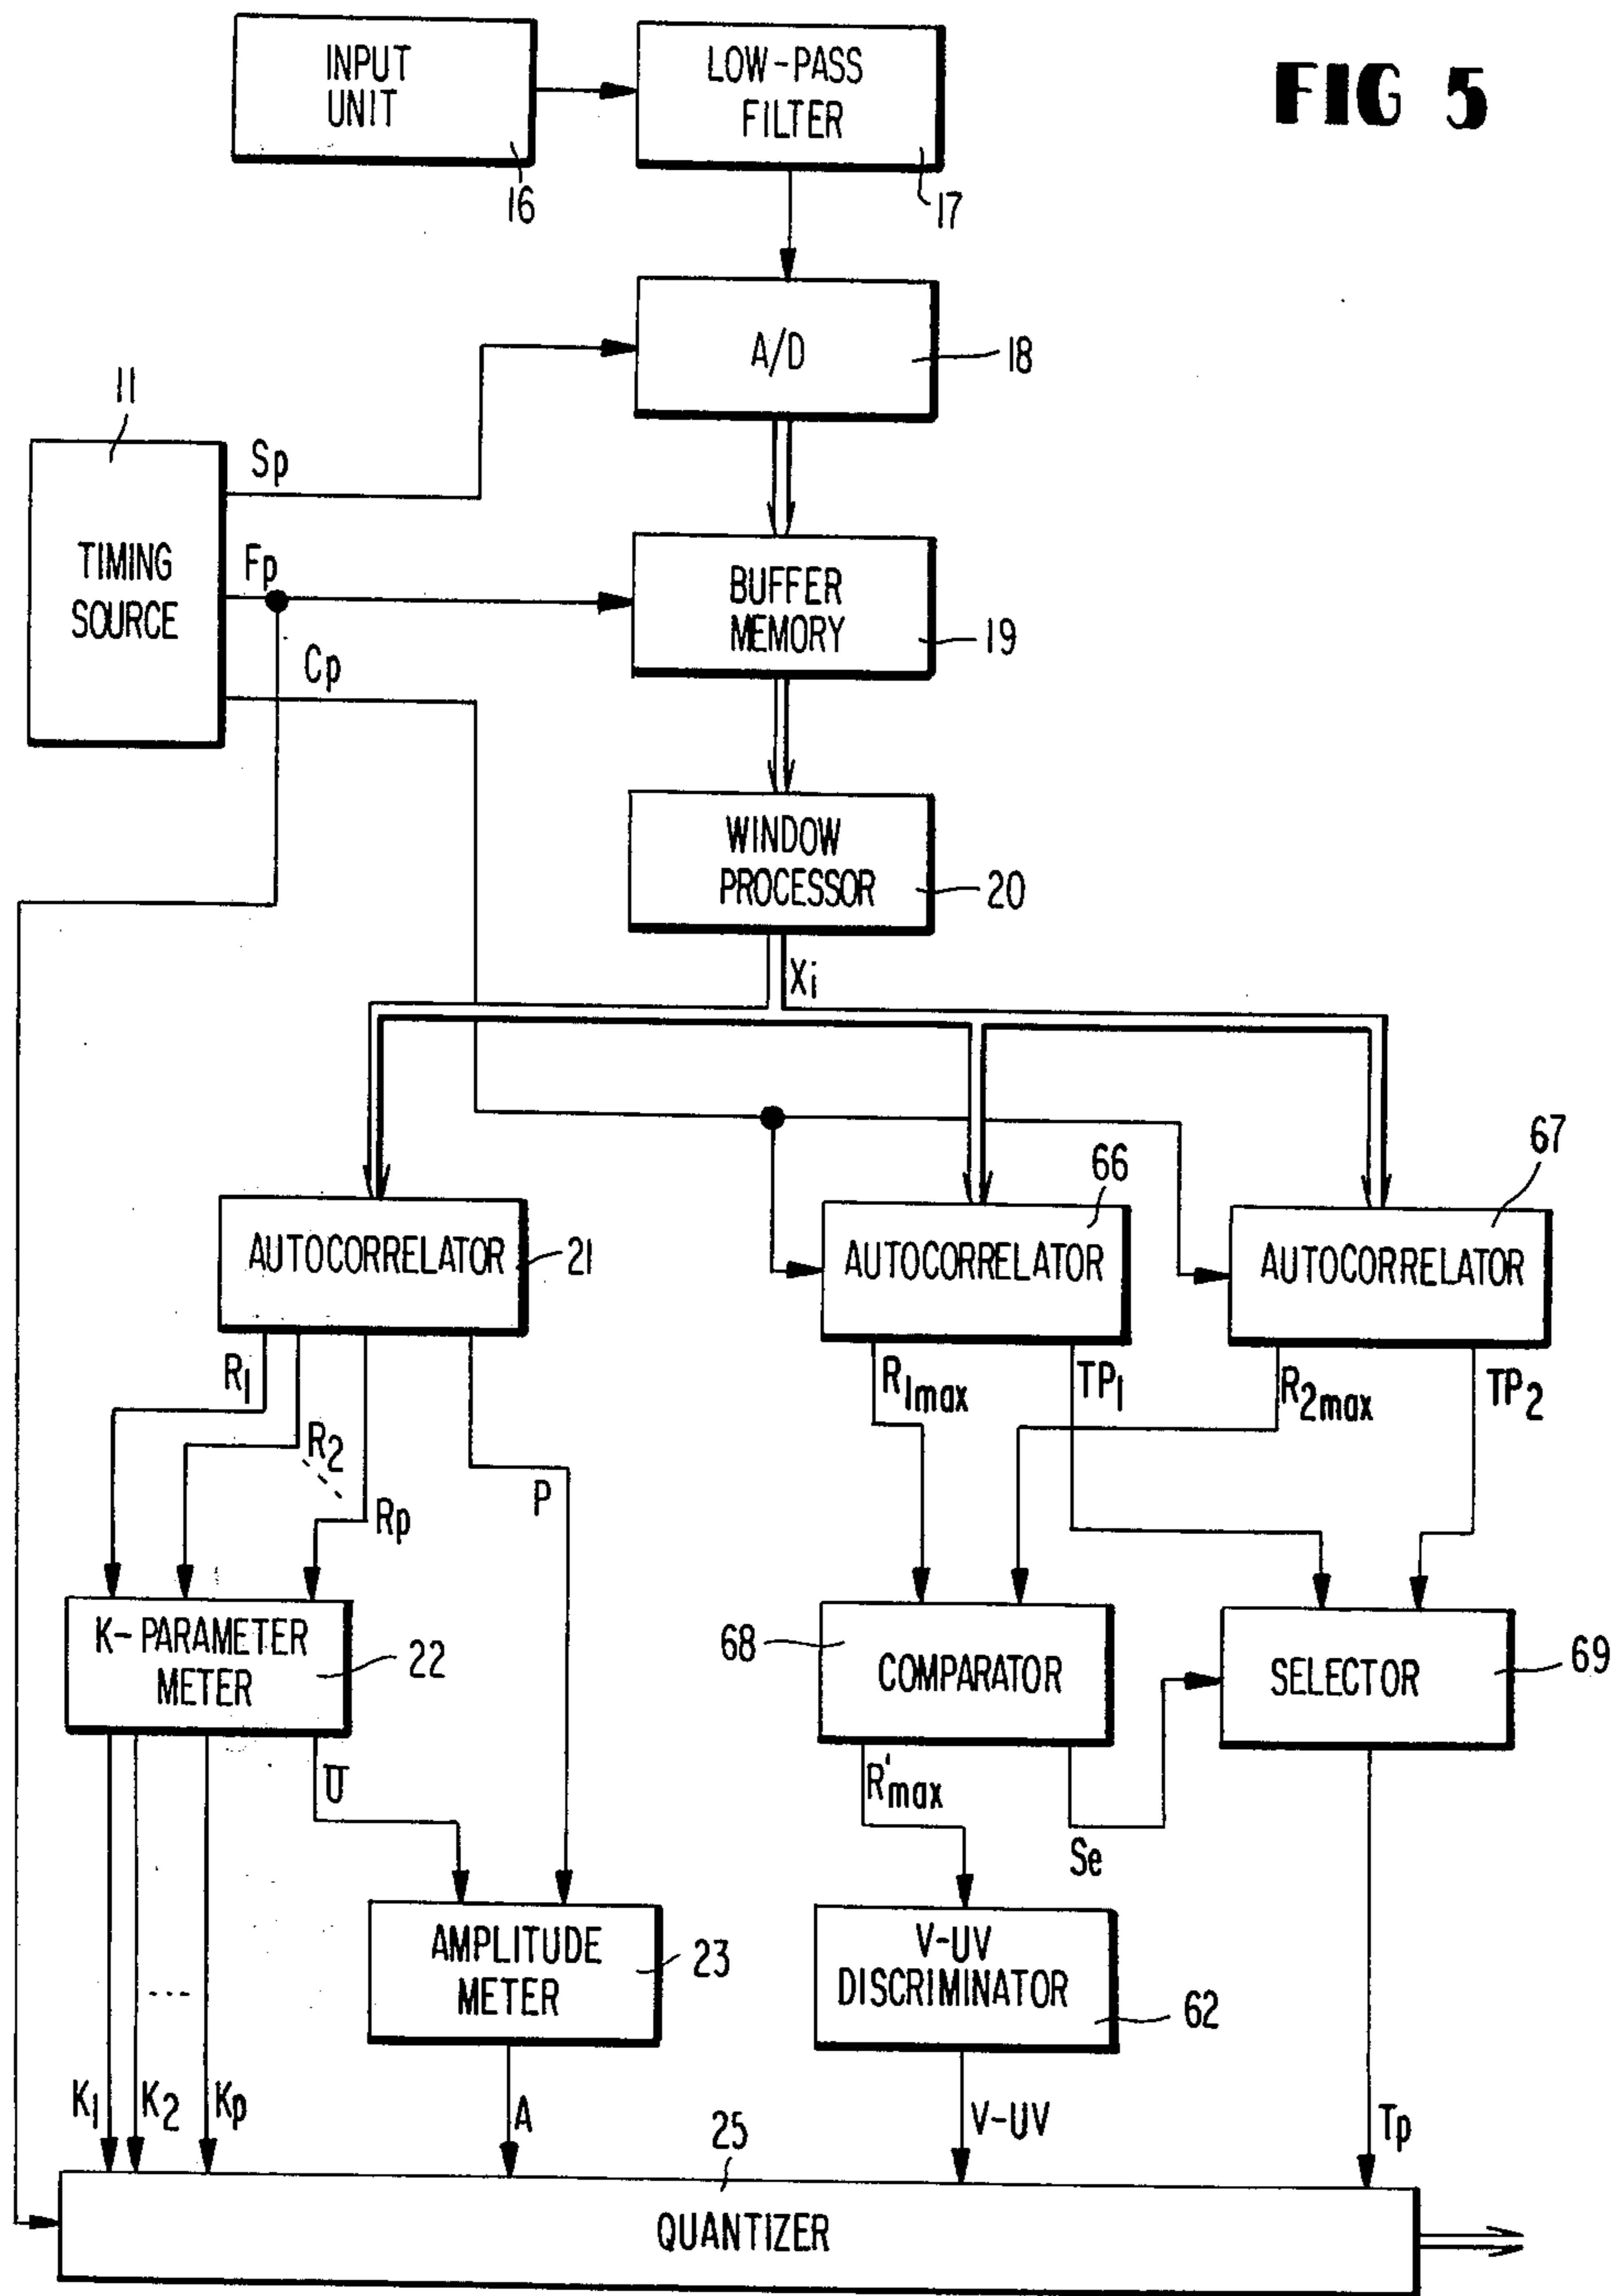 FIG 5
INPUT
UNIT
16
LOW-PASS
FILTER
17
A/D
18
11
TIMING
SOURCE
Sp
Fp
Cp
BUFFER
MEMORY
19
WINDOW
PROCESSOR
20
Xi
AUTOCORRELATOR
21
66
AUTOCORRELATOR
67
AUTOCORRELATOR
R1
R2
Rp
P
R1max
TP1
R2max
TP2
K-PARAMETER
METER
22
68
COMPARATOR
SELECTOR
69
U
R'max
Se
AMPLITUDE
METER
23
V-UV
DISCRIMINATOR
62
K1
K2
...
Kp
A
V-UV
Tp
25
QUANTIZER